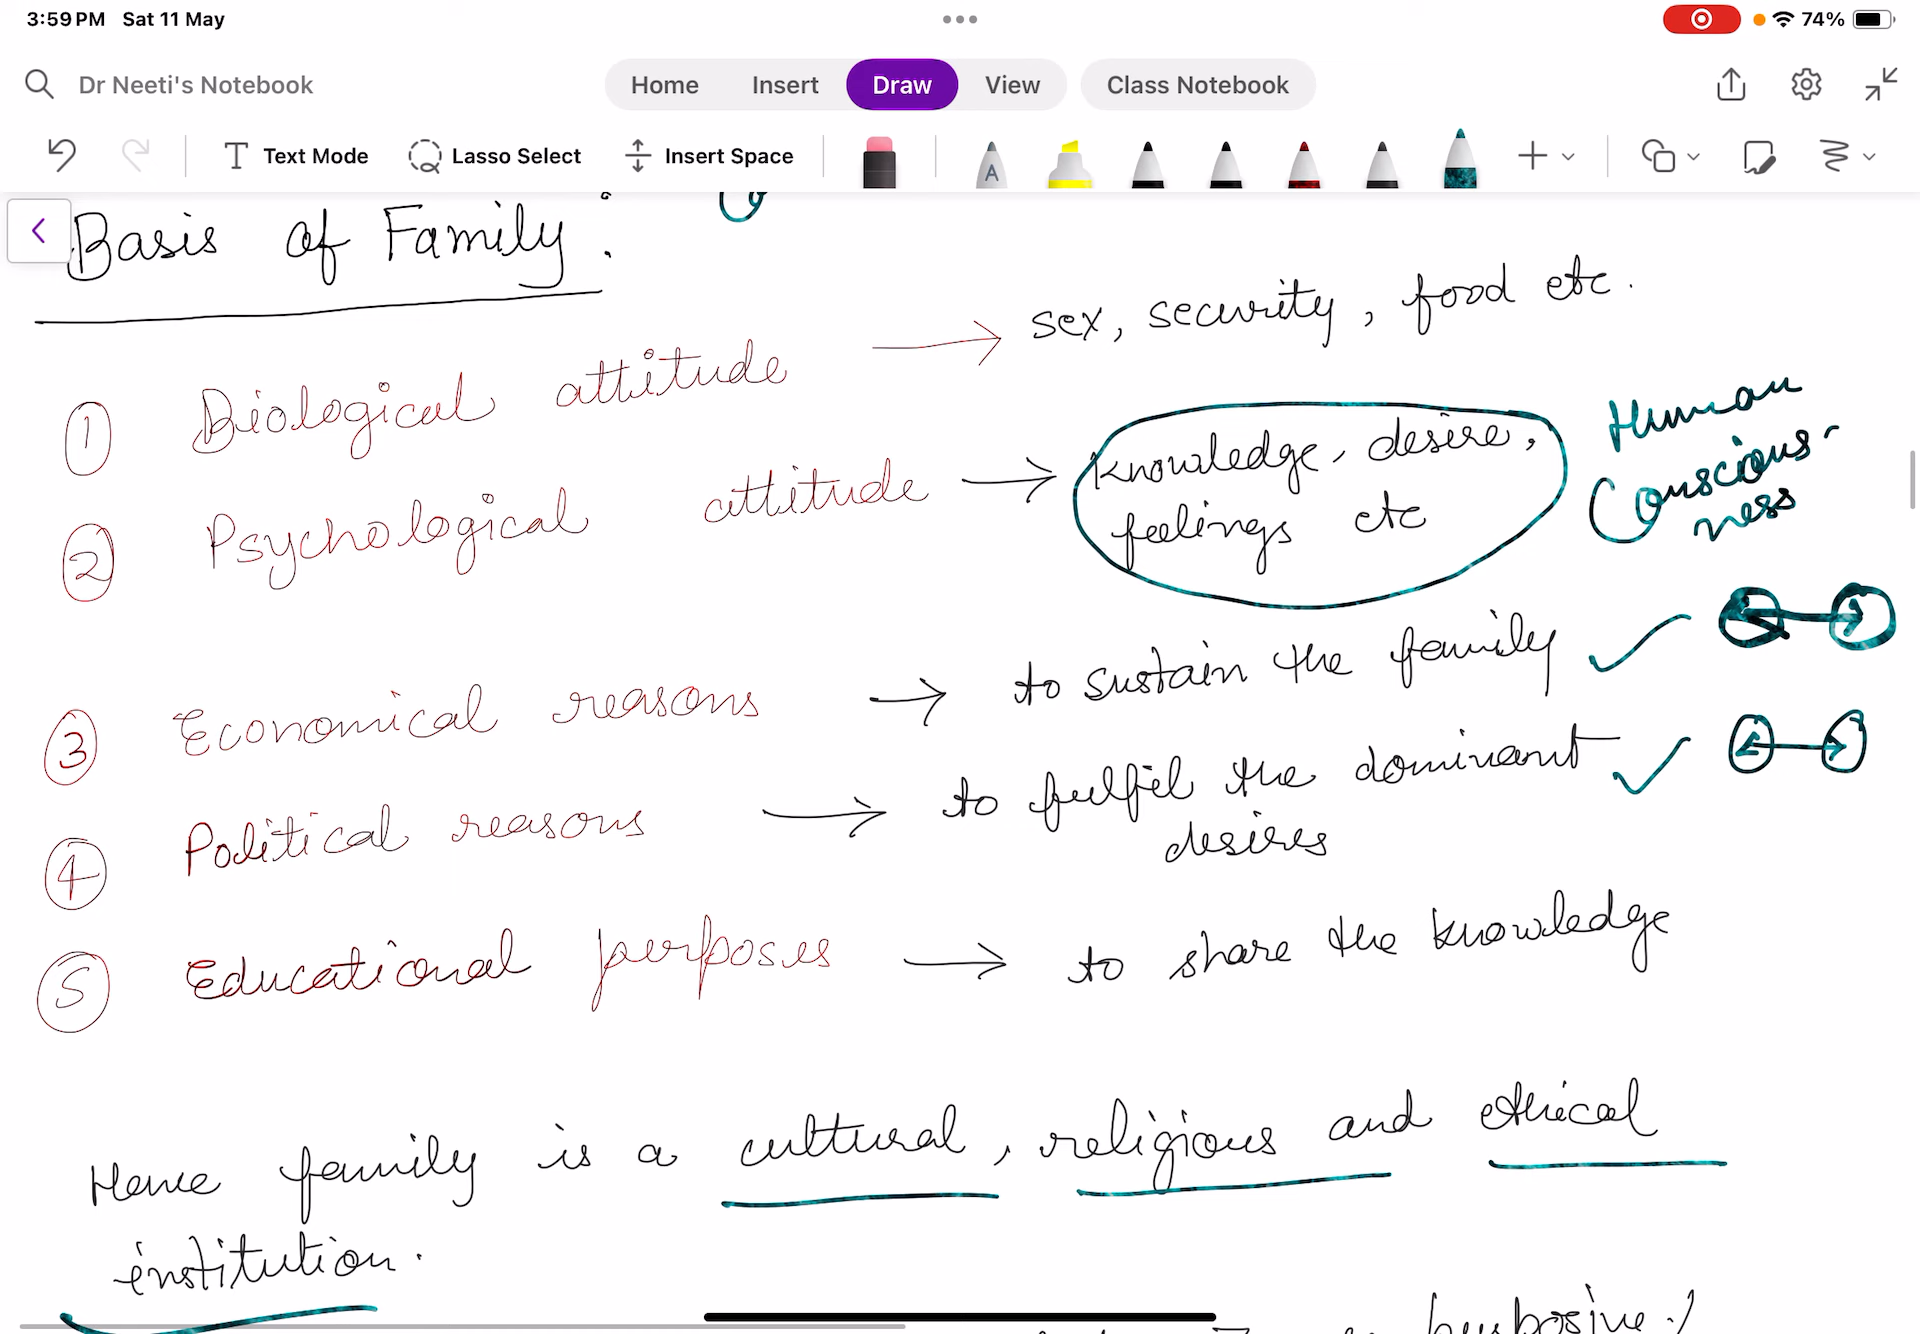 3:59 PM Sat 11 May
74%
Dr Neeti's Notebook
Home Insert Draw View Class Notebook
Text Mode Lasso Select Insert Space
A
Basis of Family :
① Biological attitude → sex, security, food etc.
② Psychological attitude → knowledge, desire,
feelings etc
Human
Conscious-
ness
③ Economical reasons → to sustain the family ✓
④ Political reasons → to fulfil the dominant ✓
desires
⑤ Educational perposes → to share the knowledge
Hence family is a cultural, religious and ethical
institution.